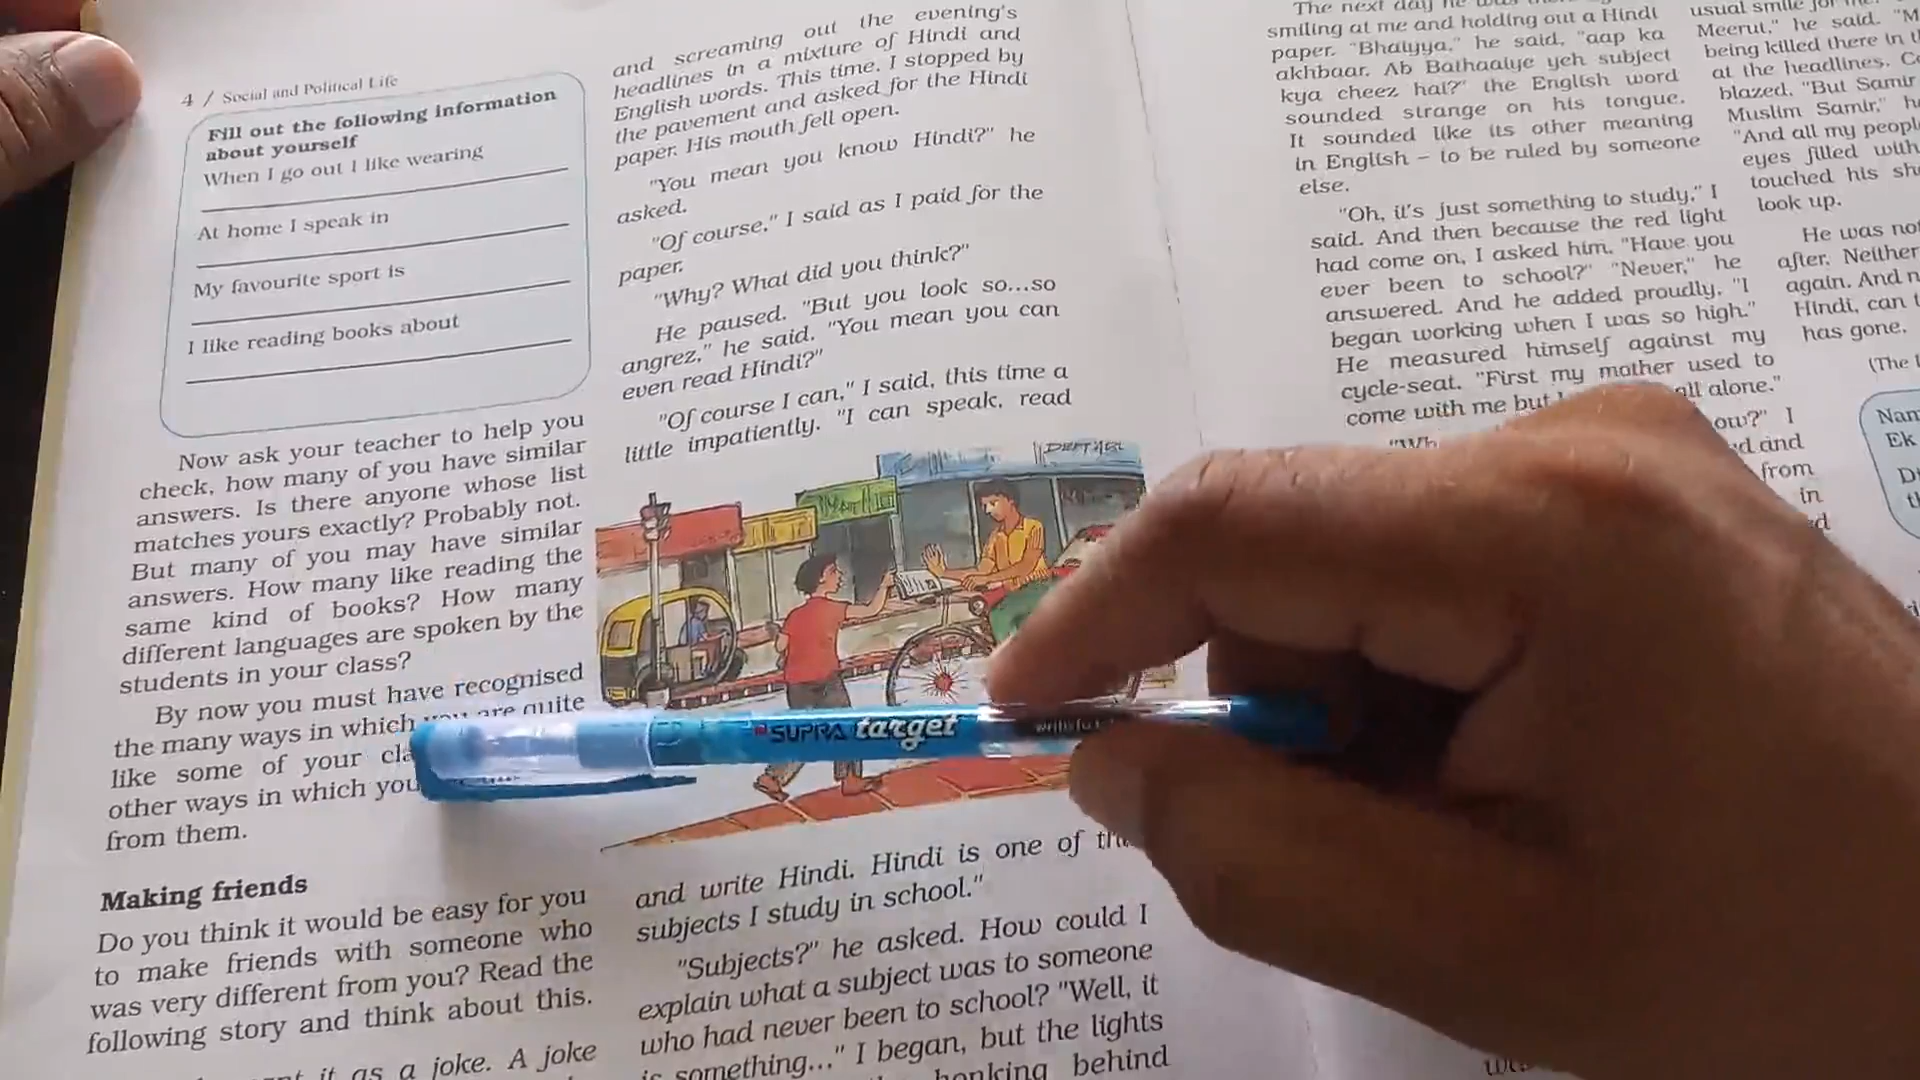 4 / Social and Political Life
Fill out the following information
about yourself
When I go out I like wearing
At home I speak in
My favourite sport is
I like reading books about
Now ask your teacher to help you
check, how many of you have similar
answers. Is there anyone whose list
matches yours exactly? Probably not.
But many of you may have similar
answers. How many like reading the
same kind of books? How many
different languages are spoken by the
students in your class?
By now you must have recognised
the many ways in which you are quite
like some of your
other ways in which
from them.
Making friends
Do you think it would be easy for you
to make friends with someone who
was very different from you? Read the
following story and think about this.
it as a joke. A joke
and screaming out the evening's
headlines in a mixture of Hindi and
English words. This time, I stopped by
the pavement and asked for the Hindi
paper. His mouth fell open.
"You mean you know Hindi?" he
asked.
"Of course," I said as I paid for the
paper.
"Why? What did you think?"
He paused. "But you look so...so
angrez," he said. "You mean you can
even read Hindi?"
"Of course I can," I said, this time a
little impatiently. "I can speak, read
SUPRA target
and write Hindi. Hindi is one of
subjects I study in school."
"Subjects?" he asked. How could I
explain what a subject was to someone
who had never been to school? "Well, it
is something..." I began, but the lights
honking behind
The next day he was
smiling at me and holding out a Hindi
paper. "Bhaiyya," he said, "aap ka
akhbaar. Ab Bathaaiye yeh subject
kya cheez hai?" the English word
sounded strange on his tongue.
It sounded like its other meaning
in English – to be ruled by someone
else.
"Oh, it's just something to study," I
said. And then because the red light
had come on, I asked him, "Have you
ever been to school?" "Never," he
answered. And he added proudly, "I
began working when I was so high."
He measured himself against my
cycle-seat. "First my mother used to
come with me but all alone."
I
and
from
in
usual smile for
Meerut," he said. "M
being killed there in
at the headlines.
blazed. "But Samir
Muslim Samir,"
"And all my people
eyes filled with
touched his
look up.
He was not
after. Neither
again. And
Hindi, can
has gone.
(The
Ek